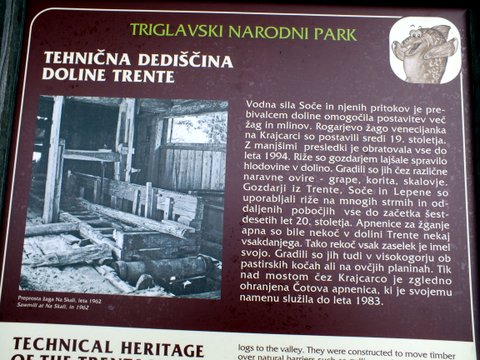 TRIGLAVSKI NARODNI PARK
TEHNIČNA DEDIŠČINA
DOLINE TRENTE
Vodna sila Soče in njenih pritokov je pre-
bivalcem doline omogočila postavitev več
žag in mlinov. Rogarjevo žago venecijanka
na Krajcarci so postavili sredi 19. stoletja.
Z manjšimi presledki je obratovala vse do
leta 1994. Riže so gozdarjem lajšale spravilo
hlodovine v dolino. Gradili so jih čez različne
naravne ovire - grape, korita, skalovje.
Gozdarji iz Trente, Soče in Lepene so
uporabljali riže na mnogih strmih in od-
daljenih pobočjih vse do začetka šest-
desetih let 20. stoletja. Apnenice za žganje
apna so bile nekoč v dolini Trente nekaj
vsakdanjega. Tako rekoč vsak zaselek je imel
svojo. Gradili so jih tudi v visokogorju ob
pastirskih kočah ali na ovčjih planinah. Tik
nad mostom čez Krajcarco je zgledno
ohranjena Čotova apnenica, ki je svojemu
namenu služila do leta 1983.
Preprosta žaga Na Skali, leta 1962
Sawmill at Na Skali, in 1962
TECHNICAL HERITAGE
OF THE TRENTA
logs to the valley. They were constructed to move timber
over natural barriers such as